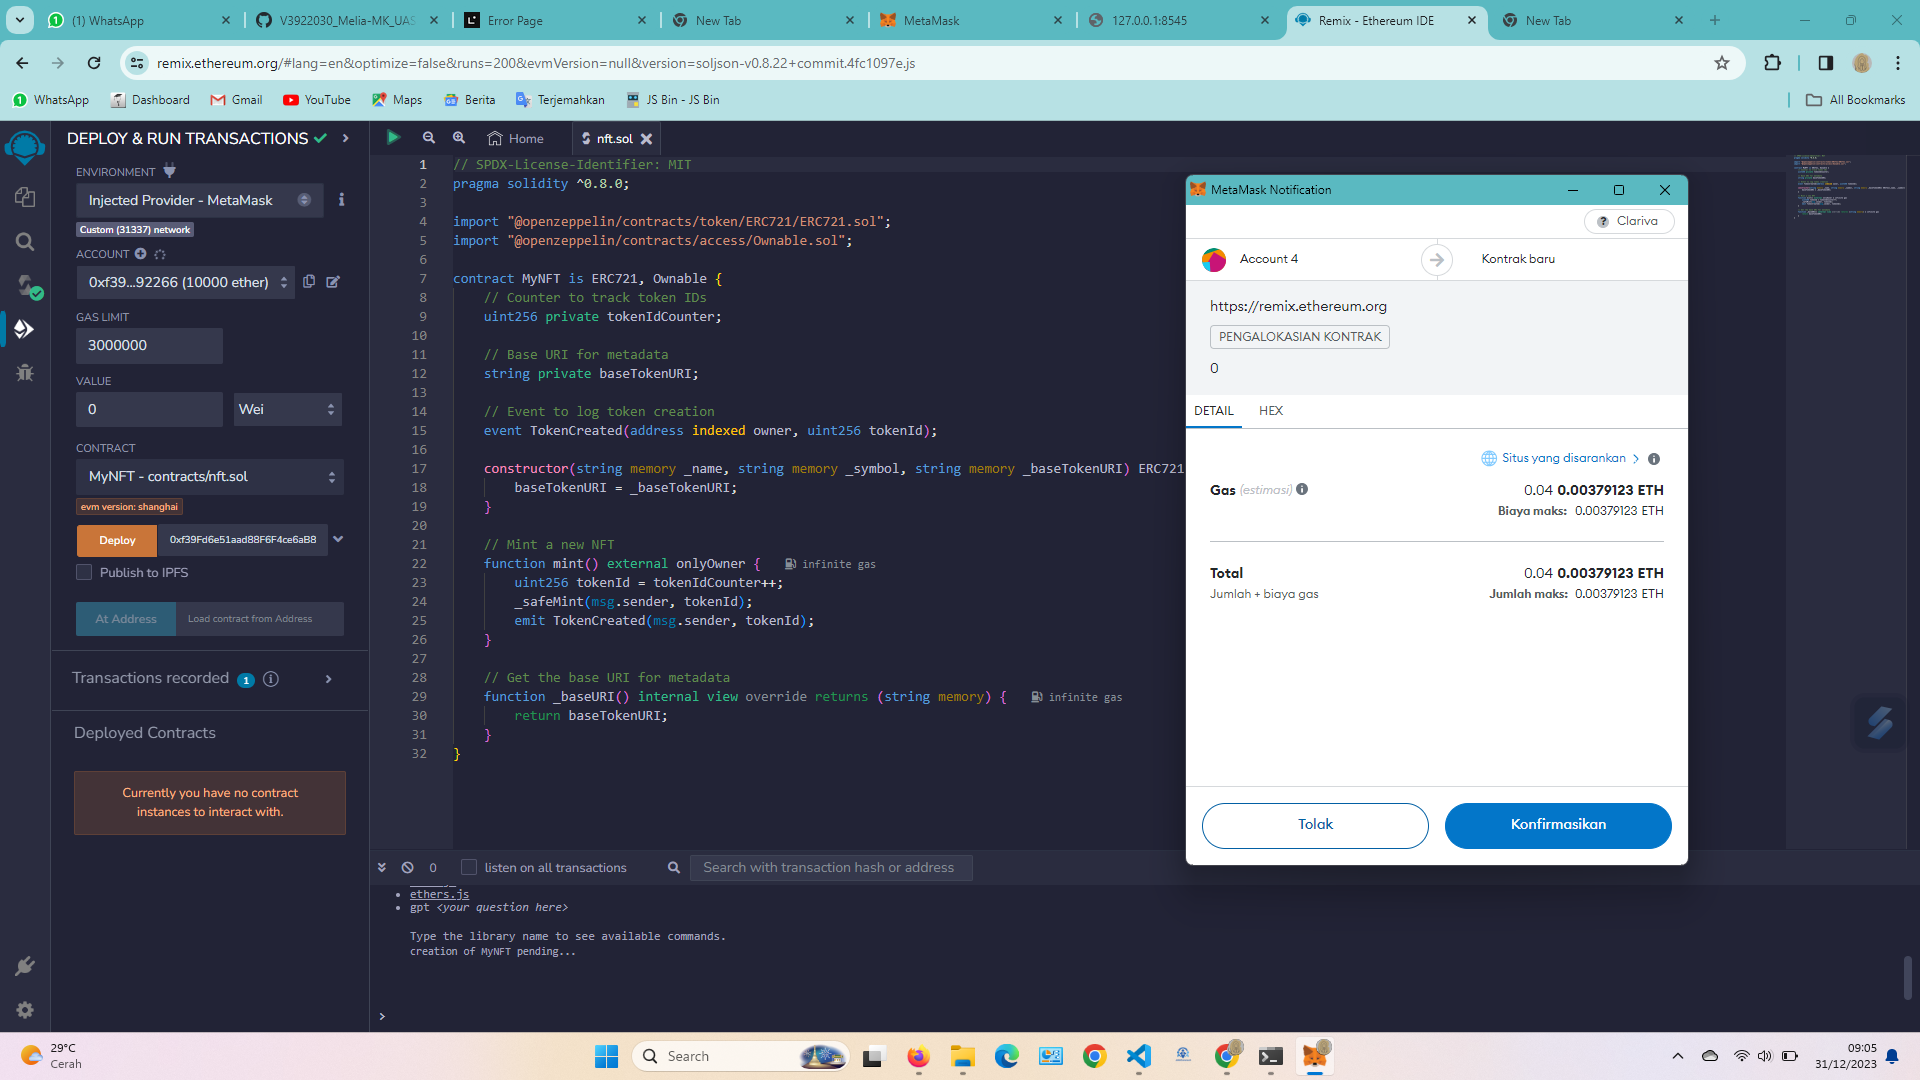 (1) WhatsApp
V3922030_Melia-MK_UAS
Error Page
New Tab
MetaMask
127.0.0.1:8545
Remix - Ethereum IDE
New Tab
remix.ethereum.org/#lang=en&optimize=false&runs=200&evmVersion=null&version=soljson-v0.8.22+commit.4fc1097e.js
WhatsApp
Dashboard
Gmail
YouTube
Maps
Berita
Terjemahkan
JS Bin - JS Bin
All Bookmarks
DEPLOY & RUN TRANSACTIONS
ENVIRONMENT
Injected Provider - MetaMask
Custom (31337) network
ACCOUNT
0xf39...92266 (10000 ether)
GAS LIMIT
3000000
VALUE
0
Wei
CONTRACT
MyNFT - contracts/nft.sol
evm version: shanghai
Deploy
0xf39Fd6e51aad88F6F4ce6aB8
Publish to IPFS
At Address
Load contract from Address
Transactions recorded 1
Deployed Contracts
Currently you have no contract
instances to interact with.
Home
nft.sol
1 // SPDX-License-Identifier: MIT
2 pragma solidity ^0.8.0;
3
4 import "@openzeppelin/contracts/token/ERC721/ERC721.sol";
5 import "@openzeppelin/contracts/access/Ownable.sol";
6
7 contract MyNFT is ERC721, Ownable {
8 // Counter to track token IDs
9 uint256 private tokenIdCounter;
10
11 // Base URI for metadata
12 string private baseTokenURI;
13
14 // Event to log token creation
15 event TokenCreated(address indexed owner, uint256 tokenId);
16
17 constructor(string memory _name, string memory _symbol, string memory _baseTokenURI) ERC721
18 baseTokenURI = _baseTokenURI;
19 }
20
21 // Mint a new NFT
22 function mint() external onlyOwner { infinite gas
23 uint256 tokenId = tokenIdCounter++;
24 _safeMint(msg.sender, tokenId);
25 emit TokenCreated(msg.sender, tokenId);
26 }
27
28 // Get the base URI for metadata
29 function _baseURI() internal view override returns (string memory) { infinite gas
30 return baseTokenURI;
31 }
32 }
0
listen on all transactions
Search with transaction hash or address
ethers.js
gpt <your question here>
Type the library name to see available commands.
creation of MyNFT pending...
>
MetaMask Notification
? Clariva
Account 4
Kontrak baru
https://remix.ethereum.org
PENGALOKASIAN KONTRAK
0
DETAIL
HEX
Situs yang disarankan >
Gas (estimasi)
0.04 0.00379123 ETH
Biaya maks: 0.00379123 ETH
Total
0.04 0.00379123 ETH
Jumlah + biaya gas
Jumlah maks: 0.00379123 ETH
Tolak
Konfirmasikan
29°C
Cerah
Search
09:05
31/12/2023